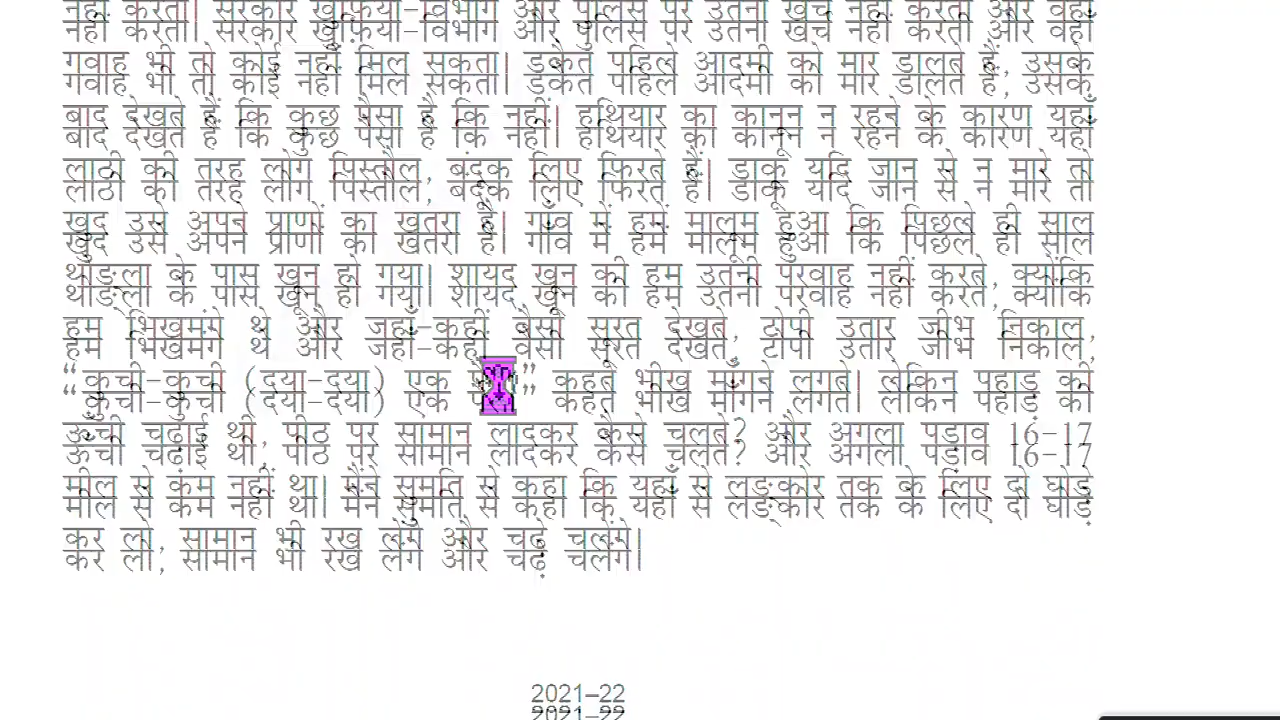 नहीं करता। सरकार खुफ़िया-विभाग और पुलिस पर उतना खर्च नहीं करती और वहाँ
गवाह भी तो कोई नहीं मिल सकता। डकैत पहिले आदमी को मार डालते हैं, उसके
बाद देखते हैं कि कुछ पैसा है कि नहीं। हथियार का कानून न रहने के कारण यहाँ
लाठी की तरह लोग पिस्तौल, बंदूक लिए फिरते हैं। डाकू यदि जान से न मारे तो
खुद उसे अपने प्राणों का खतरा है। गाँव में हमें मालूम हुआ कि पिछले ही साल
थोङ्ला के पास खून हो गया। शायद खून की हम उतनी परवाह नहीं करते, क्योंकि
हम भिखमंगे थे और जहाँ-कहीं वैसी सूरत देखते, टोपी उतार जीभ निकाल,
“कुची-कुची (दया-दया) एक ” कहते भीख माँगने लगते। लेकिन पहाड़ की
ऊँची चढ़ाई थी, पीठ पर सामान लादकर कैसे चलते? और अगला पड़ाव 16-17
मील से कम नहीं था। मैंने सुमति से कहा कि यहाँ से लङ्कोर तक के लिए दो घोड़े
कर लो, सामान भी रख लेंगे और चढ़े चलेंगे।
2021–22